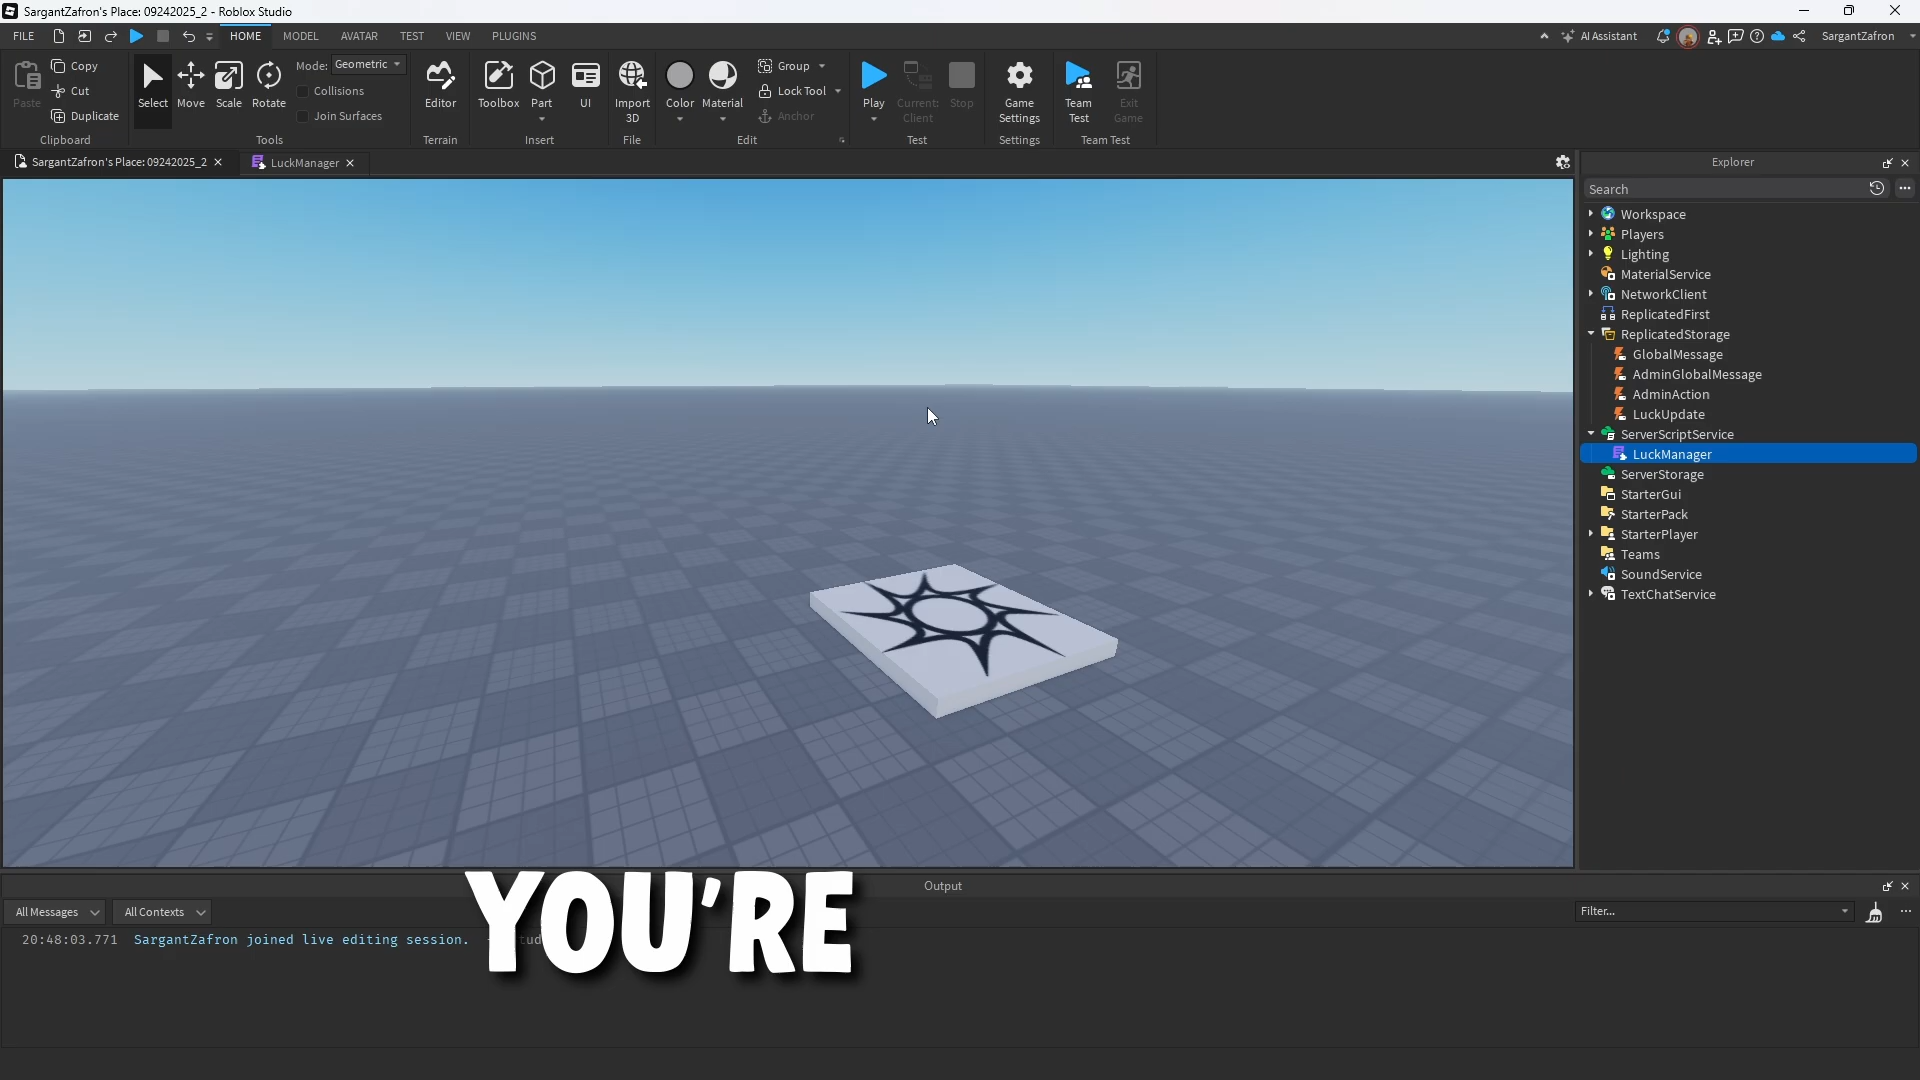 SargantZafron's Place: 09242025_2 - Roblox Studio
FILE HOME MODEL AVATAR TEST VIEW PLUGINS AI Assistant SargantZafron
Paste Copy Cut Duplicate
Clipboard
Select Move Scale Rotate
Mode: Geometric
Collisions
Join Surfaces
Tools
Editor
Terrain
Toolbox Part UI
Insert
Import 3D
File
Color Material
Group
Lock Tool
Anchor
Edit
Play Current: Client Stop
Test
Game Settings
Settings
Team Test Exit Game
Team Test
SargantZafron's Place: 09242025_2 LuckManager
Explorer
Search
Workspace
Players
Lighting
MaterialService
NetworkClient
ReplicatedFirst
ReplicatedStorage
GlobalMessage
AdminGlobalMessage
AdminAction
LuckUpdate
ServerScriptService
LuckManager
ServerStorage
StarterGui
StarterPack
StarterPlayer
Teams
SoundService
TextChatService
Output
All Messages All Contexts Filter...
20:48:03.771 SargantZafron joined live editing session.
YOU'RE